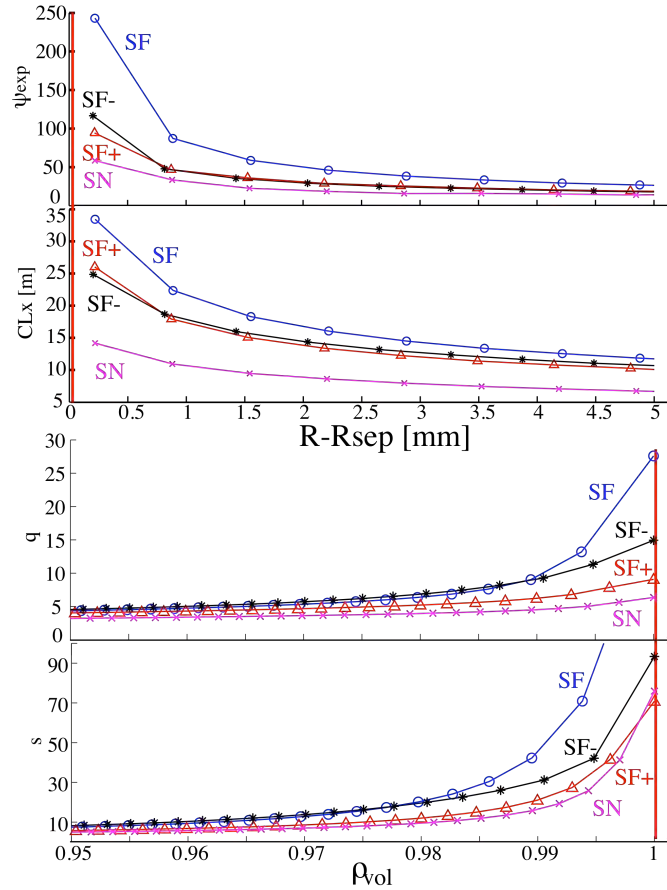 250
200
150
100
50
0
ψexp
SF
SF-
SF+
SN
35
30
25
20
15
10
5
CLx [m]
SF+
SF
SF-
SN
0 0.5 1 1.5 2 2.5 3 3.5 4 4.5 5
R-Rsep [mm]
30
25
20
15
10
5
0
q
SF
SF-
SF+
SN
90
70
50
30
10
s
SF
SF-
SF+
SN
0.95 0.96 0.97 0.98 0.99 1
ρvol